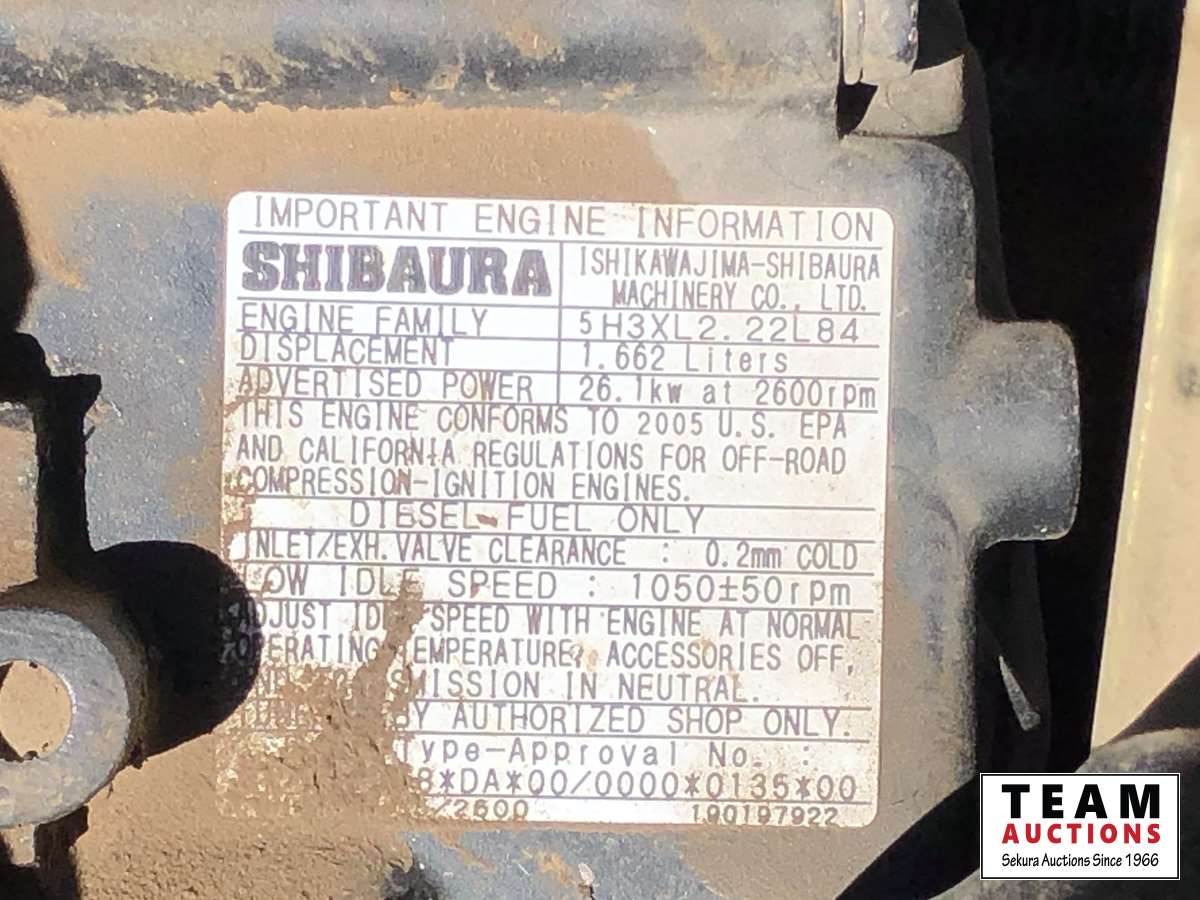 IMPORTANT ENGINE INFORMATION
SHIBAURA
ISHIKAWAJIMA-SHIBAURA
MACHINERY CO., LTD.
ENGINE FAMILY 5H3XL2.22L84
DISPLACEMENT 1.662 Liters
ADVERTISED POWER 26.1kw at 2600rpm
THIS ENGINE CONFORMS TO 2005 U.S. EPA
AND CALIFORNIA REGULATIONS FOR OFF-ROAD
COMPRESSION-IGNITION ENGINES.
DIESEL FUEL ONLY
INLET/EXH. VALVE CLEARANCE : 0.2mm COLD
LOW IDLE SPEED : 1050±50rpm
ADJUST IDLE SPEED WITH ENGINE AT NORMAL
OPERATING TEMPERATURE, ACCESSORIES OFF,
MISSION IN NEUTRAL.
BY AUTHORIZED SHOP ONLY.
Type-Approval No. :
8*DA*00/0000*0135*00
/2600 190197922
TEAM
AUCTIONS
Sekura Auctions Since 1966